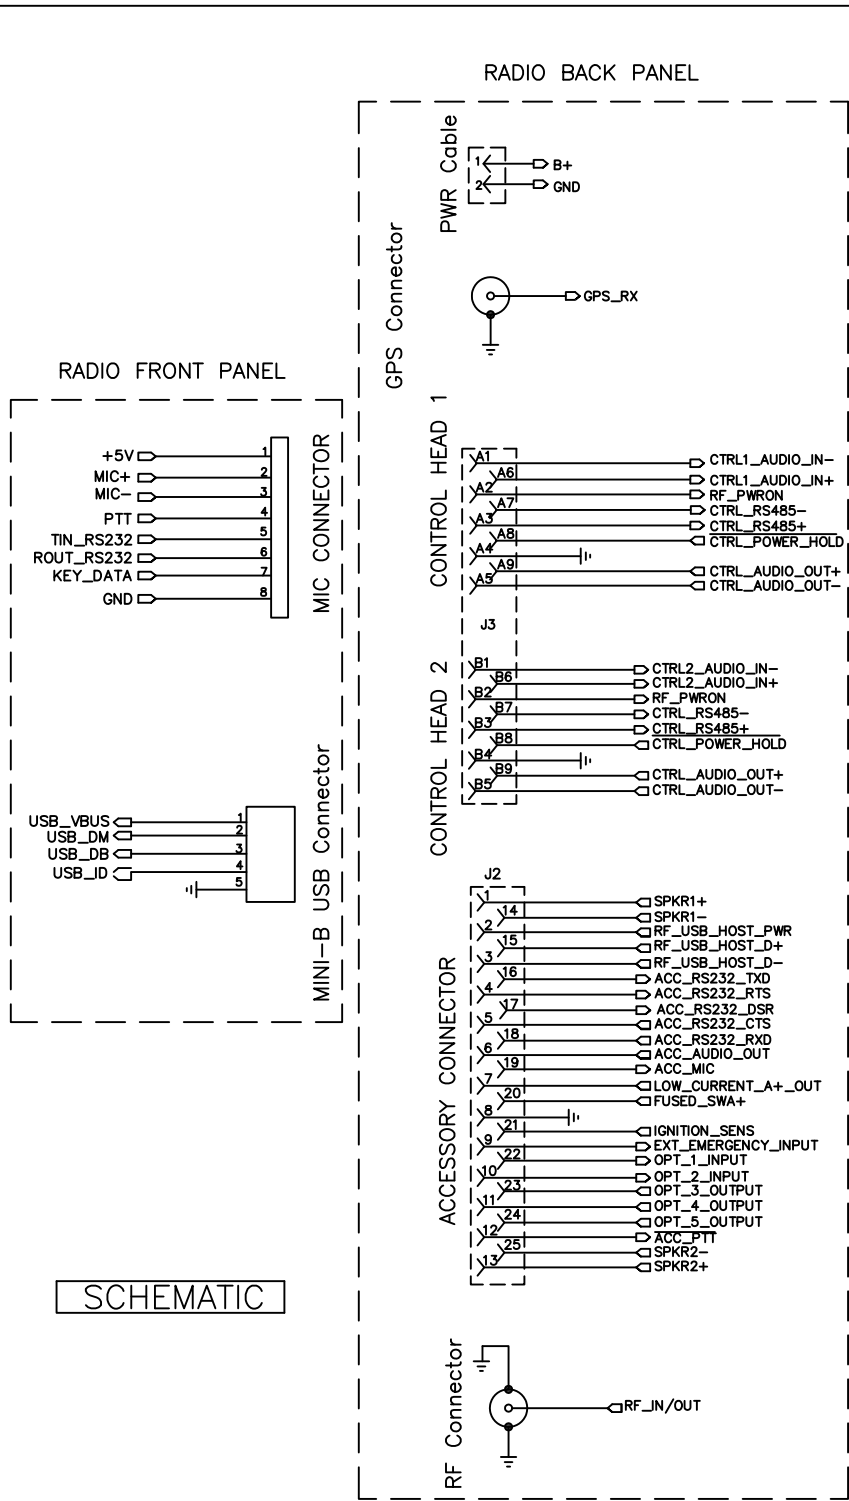 RADIO BACK PANEL
PWR Cable
1 B+
2 GND
GPS Connector
GPS_RX
RADIO FRONT PANEL
MIC CONNECTOR
+5V 1
MIC+ 2
MIC- 3
PTT 4
TIN_RS232 5
ROUT_RS232 6
KEY_DATA 7
GND 8
MINI-B USB Connector
USB_VBUS 1
USB_DM 2
USB_DB 3
USB_ID 4
5
CONTROL HEAD 1
A1 CTRL1_AUDIO_IN-
A6 CTRL1_AUDIO_IN+
A2 RF_PWRON
A7 CTRL_RS485-
A3 CTRL_RS485+
A8 CTRL_POWER_HOLD
A4
A9 CTRL_AUDIO_OUT+
A5 CTRL_AUDIO_OUT-
J3
CONTROL HEAD 2
B1 CTRL2_AUDIO_IN-
B6 CTRL2_AUDIO_IN+
B2 RF_PWRON
B7 CTRL_RS485-
B3 CTRL_RS485+
B8 CTRL_POWER_HOLD
B4
B9 CTRL_AUDIO_OUT+
B5 CTRL_AUDIO_OUT-
J2
ACCESSORY CONNECTOR
1 SPKR1+
14 SPKR1-
2 RF_USB_HOST_PWR
15 RF_USB_HOST_D+
3 RF_USB_HOST_D-
16 ACC_RS232_TXD
4 ACC_RS232_RTS
17 ACC_RS232_DSR
5 ACC_RS232_CTS
18 ACC_RS232_RXD
6 ACC_AUDIO_OUT
19 ACC_MIC
7 LOW_CURRENT_A+_OUT
20 FUSED_SWA+
8
21 IGNITION_SENS
9 EXT_EMERGENCY_INPUT
22 OPT_1_INPUT
10 OPT_2_INPUT
23 OPT_3_OUTPUT
11 OPT_4_OUTPUT
24 OPT_5_OUTPUT
12 ACC_PTT
25 SPKR2-
13 SPKR2+
SCHEMATIC
RF Connector
RF_IN/OUT